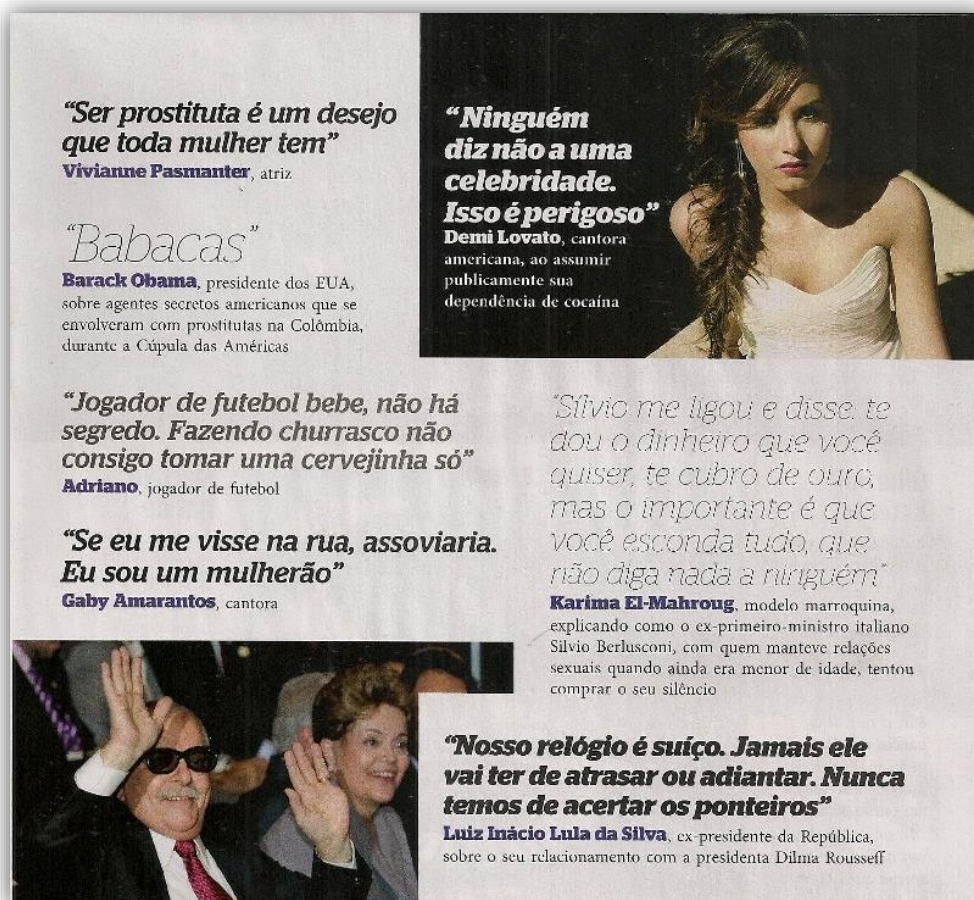 “Ser prostituta é um desejo
que toda mulher tem”
Vivianne Pasmanter, atriz
“Babacas”
Barack Obama, presidente dos EUA,
sobre agentes secretos americanos que se
envolveram com prostitutas na Colômbia,
durante a Cúpula das Américas
“Ninguém
diz não a uma
celebridade.
Isso é perigoso”
Demi Lovato, cantora
americana, ao assumir
publicamente sua
dependência de cocaína
“Jogador de futebol bebe, não há
segredo. Fazendo churrasco não
consigo tomar uma cervejinha só”
Adriano, jogador de futebol
“Se eu me visse na rua, assoviaria.
Eu sou um mulherão”
Gaby Amarantos, cantora
“Sílvio me ligou e disse: te
dou o dinheiro que você
quiser, te cubro de ouro,
mas o importante é que
você esconda tudo, que
não diga nada a ninguém”
Karima El-Mahroug, modelo marroquina,
explicando como o ex-primeiro-ministro italiano
Silvio Berlusconi, com quem manteve relações
sexuais quando ainda era menor de idade, tentou
comprar o seu silêncio
“Nosso relógio é suíço. Jamais ele
vai ter de atrasar ou adiantar. Nunca
temos de acertar os ponteiros”
Luiz Inácio Lula da Silva, ex-presidente da República,
sobre o seu relacionamento com a presidenta Dilma Rousseff